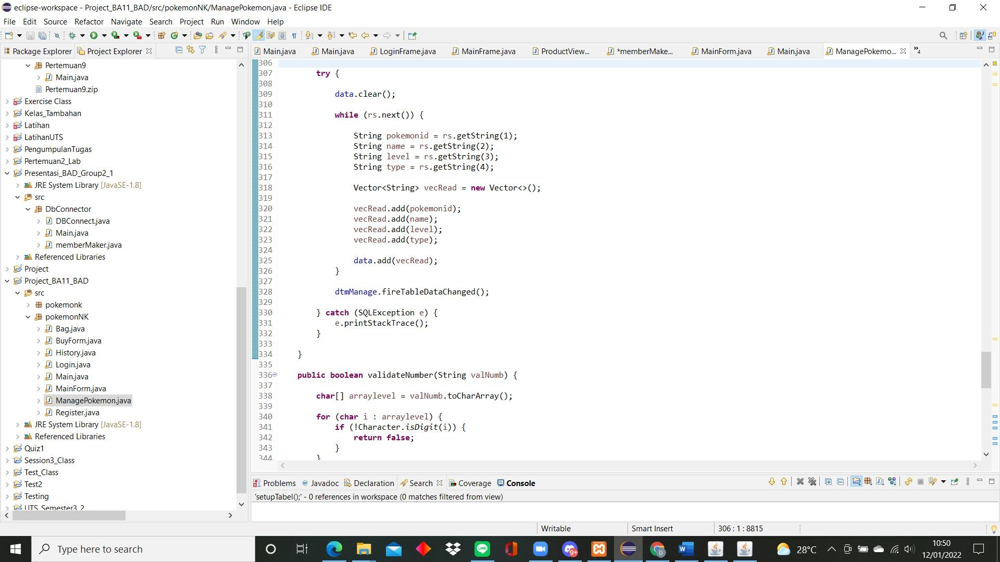 eclipse-workspace - Project_BA11_BAD/src/pokemonNK/ManagePokemon.java - Eclipse IDE
File Edit Source Refactor Navigate Search Project Run Window Help
Package Explorer Project Explorer
Main.java Main.java LoginFrame.java MainFrame.java ProductView... *memberMake... MainForm.java Main.java ManagePokemo... »4
Pertemuan9
Main.java
Pertemuan9.zip
Exercise Class
Kelas_Tambahan
Latihan
LatihanUTS
PengumpulanTugas
Pertemuan2_Lab
Presentasi_BAD_Group2_1
JRE System Library [JavaSE-1.8]
src
DbConnector
DBConnect.java
Main.java
memberMaker.java
Referenced Libraries
Project
Project_BA11_BAD
src
pokemonk
pokemonNK
Bag.java
BuyForm.java
History.java
Login.java
Main.java
MainForm.java
ManagePokemon.java
Register.java
JRE System Library [JavaSE-1.8]
Referenced Libraries
Quiz1
Session3_Class
Test_Class
Test2
Testing
UTS_Semester3_2
306
307 try {
308
309 data.clear();
310
311 while (rs.next()) {
312
313 String pokemonid = rs.getString(1);
314 String name = rs.getString(2);
315 String level = rs.getString(3);
316 String type = rs.getString(4);
317
318 Vector<String> vecRead = new Vector<>();
319
320 vecRead.add(pokemonid);
321 vecRead.add(name);
322 vecRead.add(level);
323 vecRead.add(type);
324
325 data.add(vecRead);
326 }
327
328 dtmManage.fireTableDataChanged();
329
330 } catch (SQLException e) {
331 e.printStackTrace();
332 }
333
334 }
335
336 public boolean validateNumber(String valNumb) {
337
338 char[] arraylevel = valNumb.toCharArray();
339
340 for (char i : arraylevel) {
341 if (!Character.isDigit(i)) {
342 return false;
343 }
344 }
Problems @ Javadoc Declaration Search Coverage Console
'setupTabel();' - 0 references in workspace (0 matches filtered from view)
Writable Smart Insert 306 : 1 : 8815
Type here to search
LINE
9+
28°C
10:50
12/01/2022